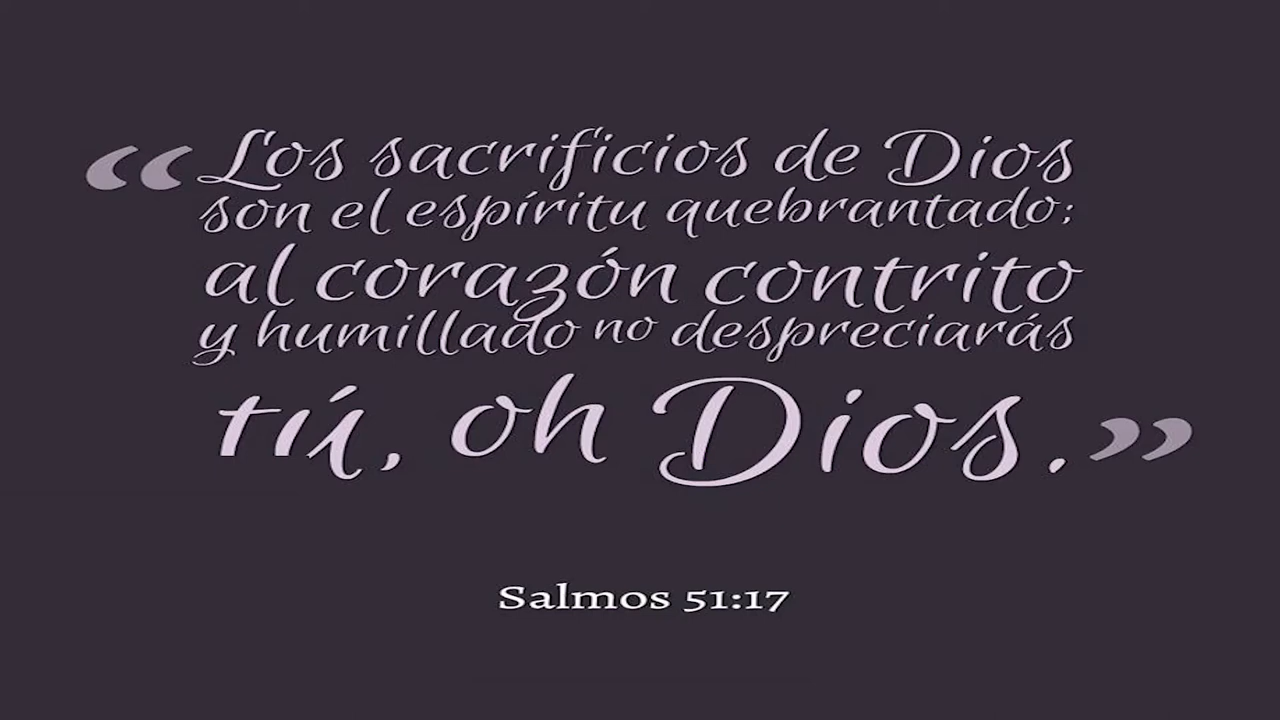 “Los sacrificios de Dios
son el espíritu quebrantado;
al corazón contrito
y humillado no despreciarás
tú, oh Dios.”
Salmos 51:17